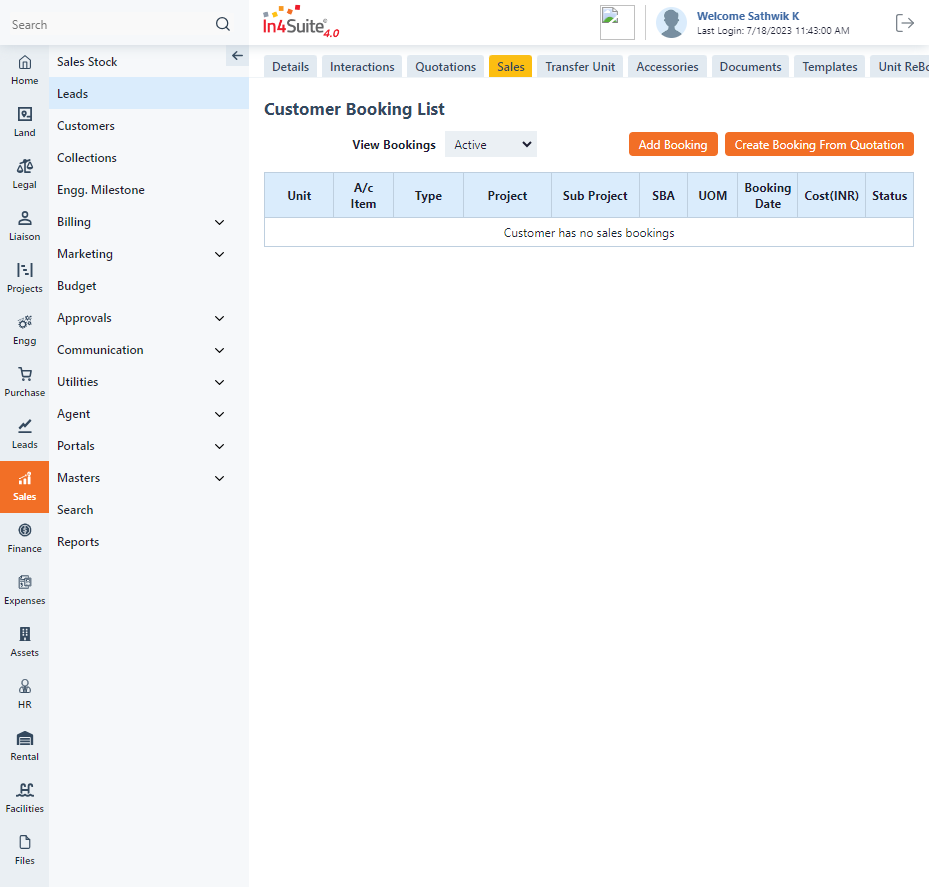 Search
In4Suite® 4.0
Welcome Sathwik K
Last Login: 7/18/2023 11:43:00 AM
Home
Land
Legal
Liaison
Projects
Engg
Purchase
Leads
Sales
Finance
Expenses
Assets
HR
Rental
Facilities
Files
Sales Stock
Leads
Customers
Collections
Engg. Milestone
Billing
Marketing
Budget
Approvals
Communication
Utilities
Agent
Portals
Masters
Search
Reports
Details Interactions Quotations Sales Transfer Unit Accessories Documents Templates Unit ReBo
Customer Booking List
View Bookings Active Add Booking Create Booking From Quotation
Unit A/c Item Type Project Sub Project SBA UOM Booking Date Cost(INR) Status
Customer has no sales bookings